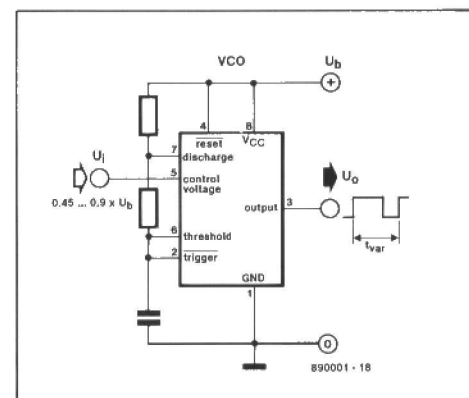 VCO
Ub
4
8
reset
VCC
7
discharge
Ui
5
control
voltage
0.45 ... 0.9 x Ub
Uo
output
3
6
threshold
2
trigger
tvar
GND
1
0
890001 - 18